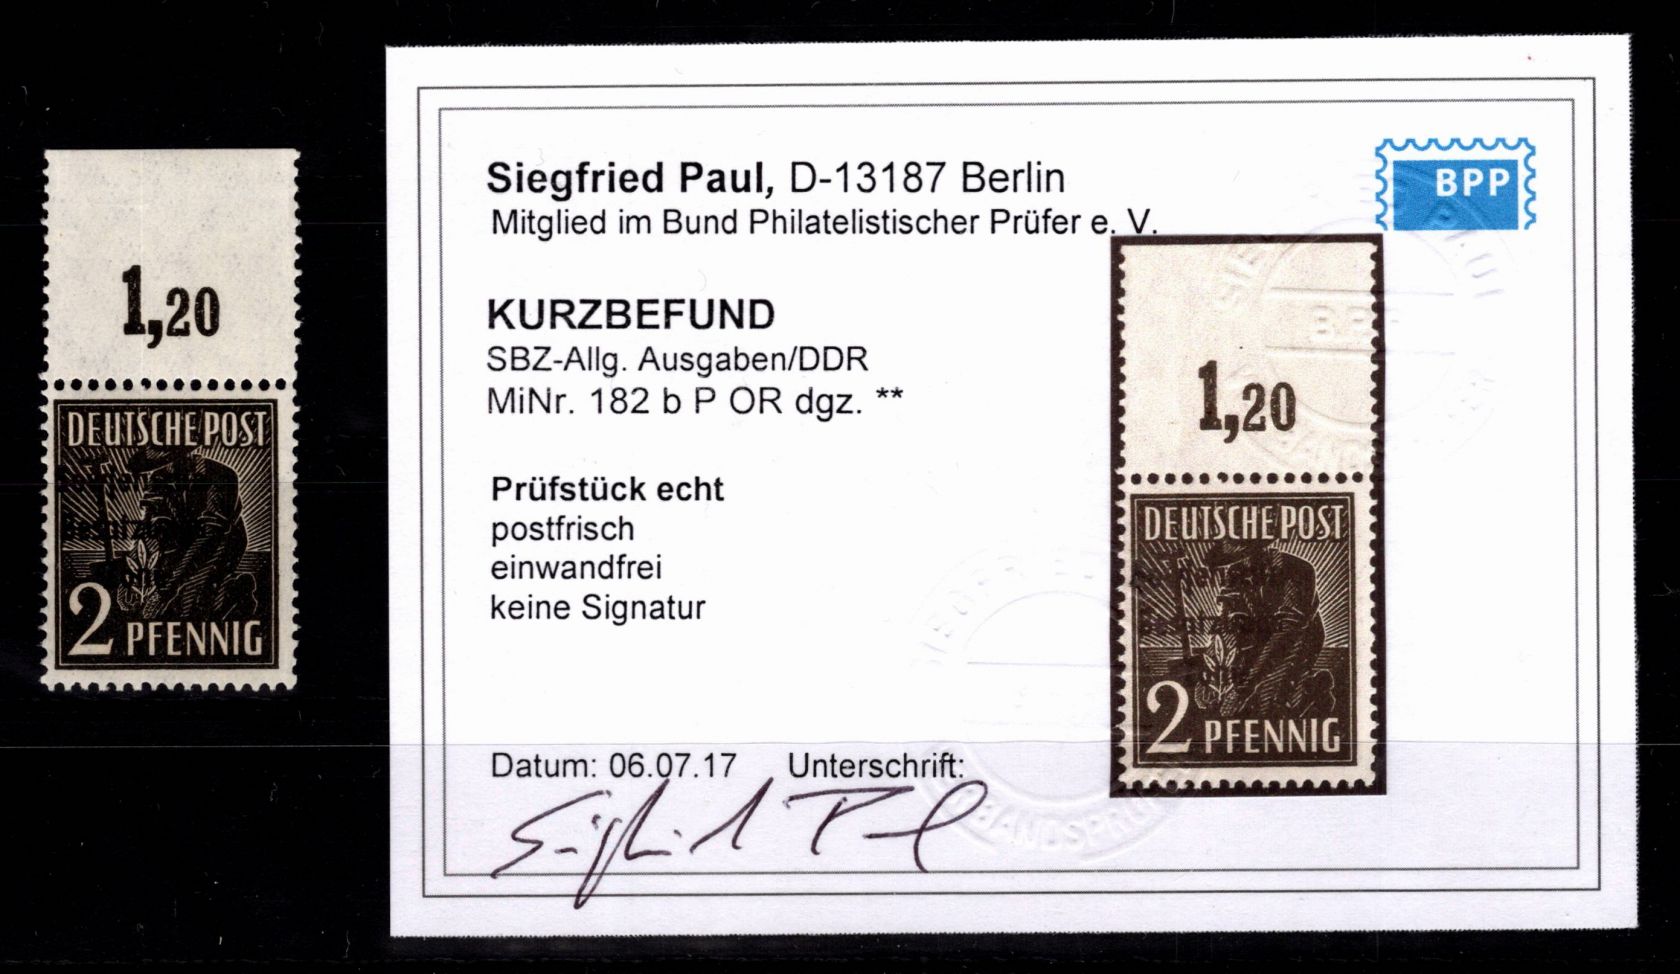 1,20
DEUTSCHE POST
2 PFENNIG
Siegfried Paul, D-13187 Berlin
Mitglied im Bund Philatelistischer Prüfer e. V.
BPP
KURZBEFUND
SBZ-Allg. Ausgaben/DDR
MiNr. 182 b P OR dgz. **
Prüfstück echt
postfrisch
einwandfrei
keine Signatur
Datum: 06.07.17 Unterschrift:
Siegfried Paul
1,20
DEUTSCHE POST
2 PFENNIG